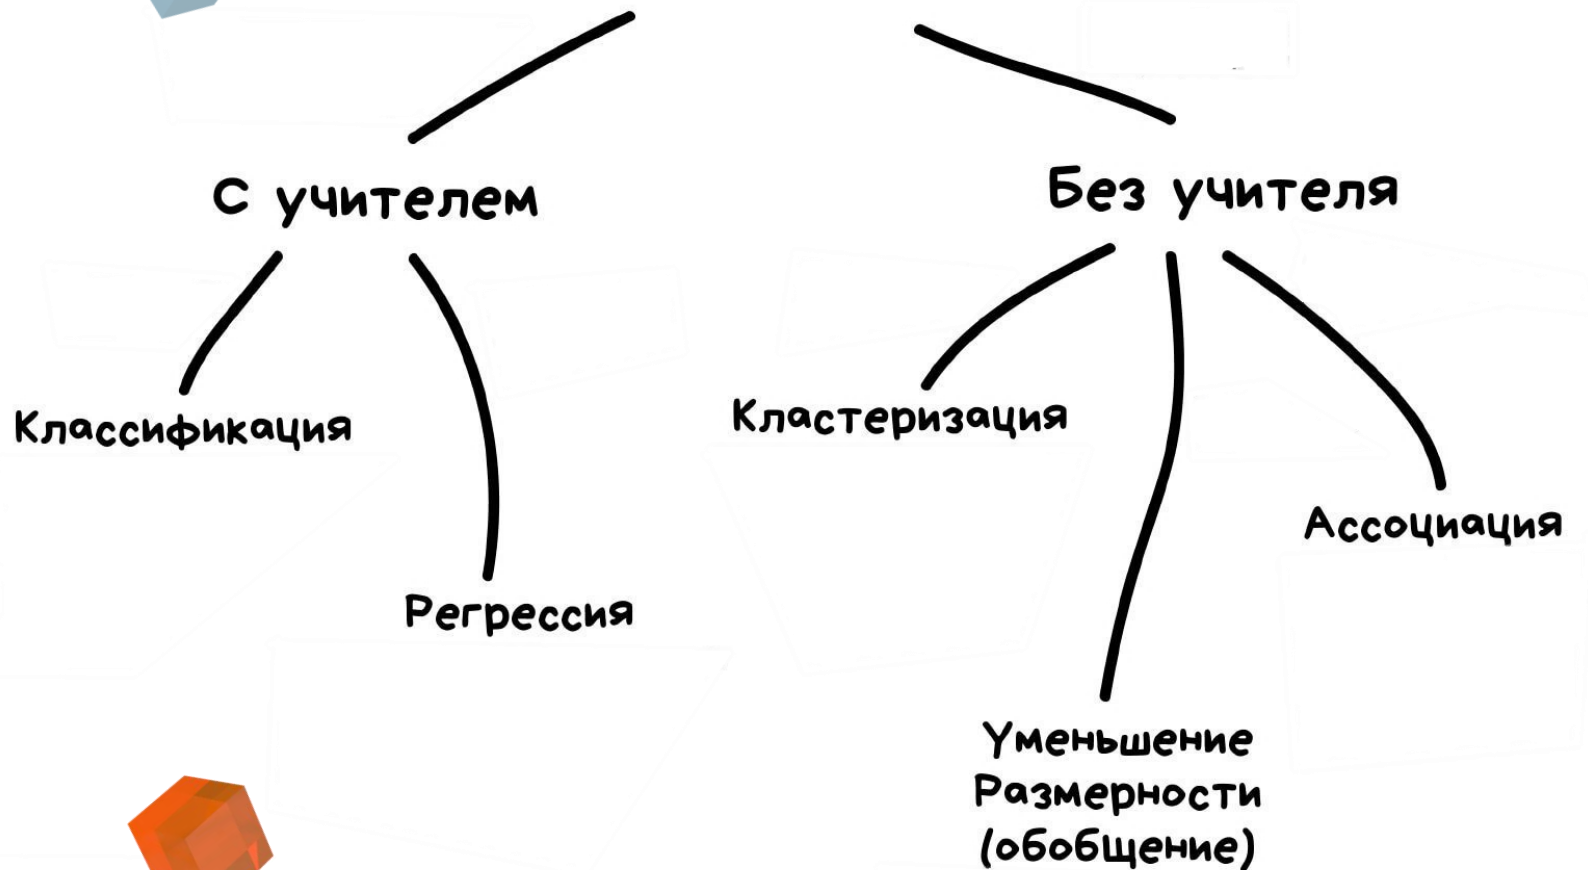 С учителем
Без учителя
Классификация
Кластеризация
Ассоциация
Регрессия
Уменьшение
Размерности
(обобщение)